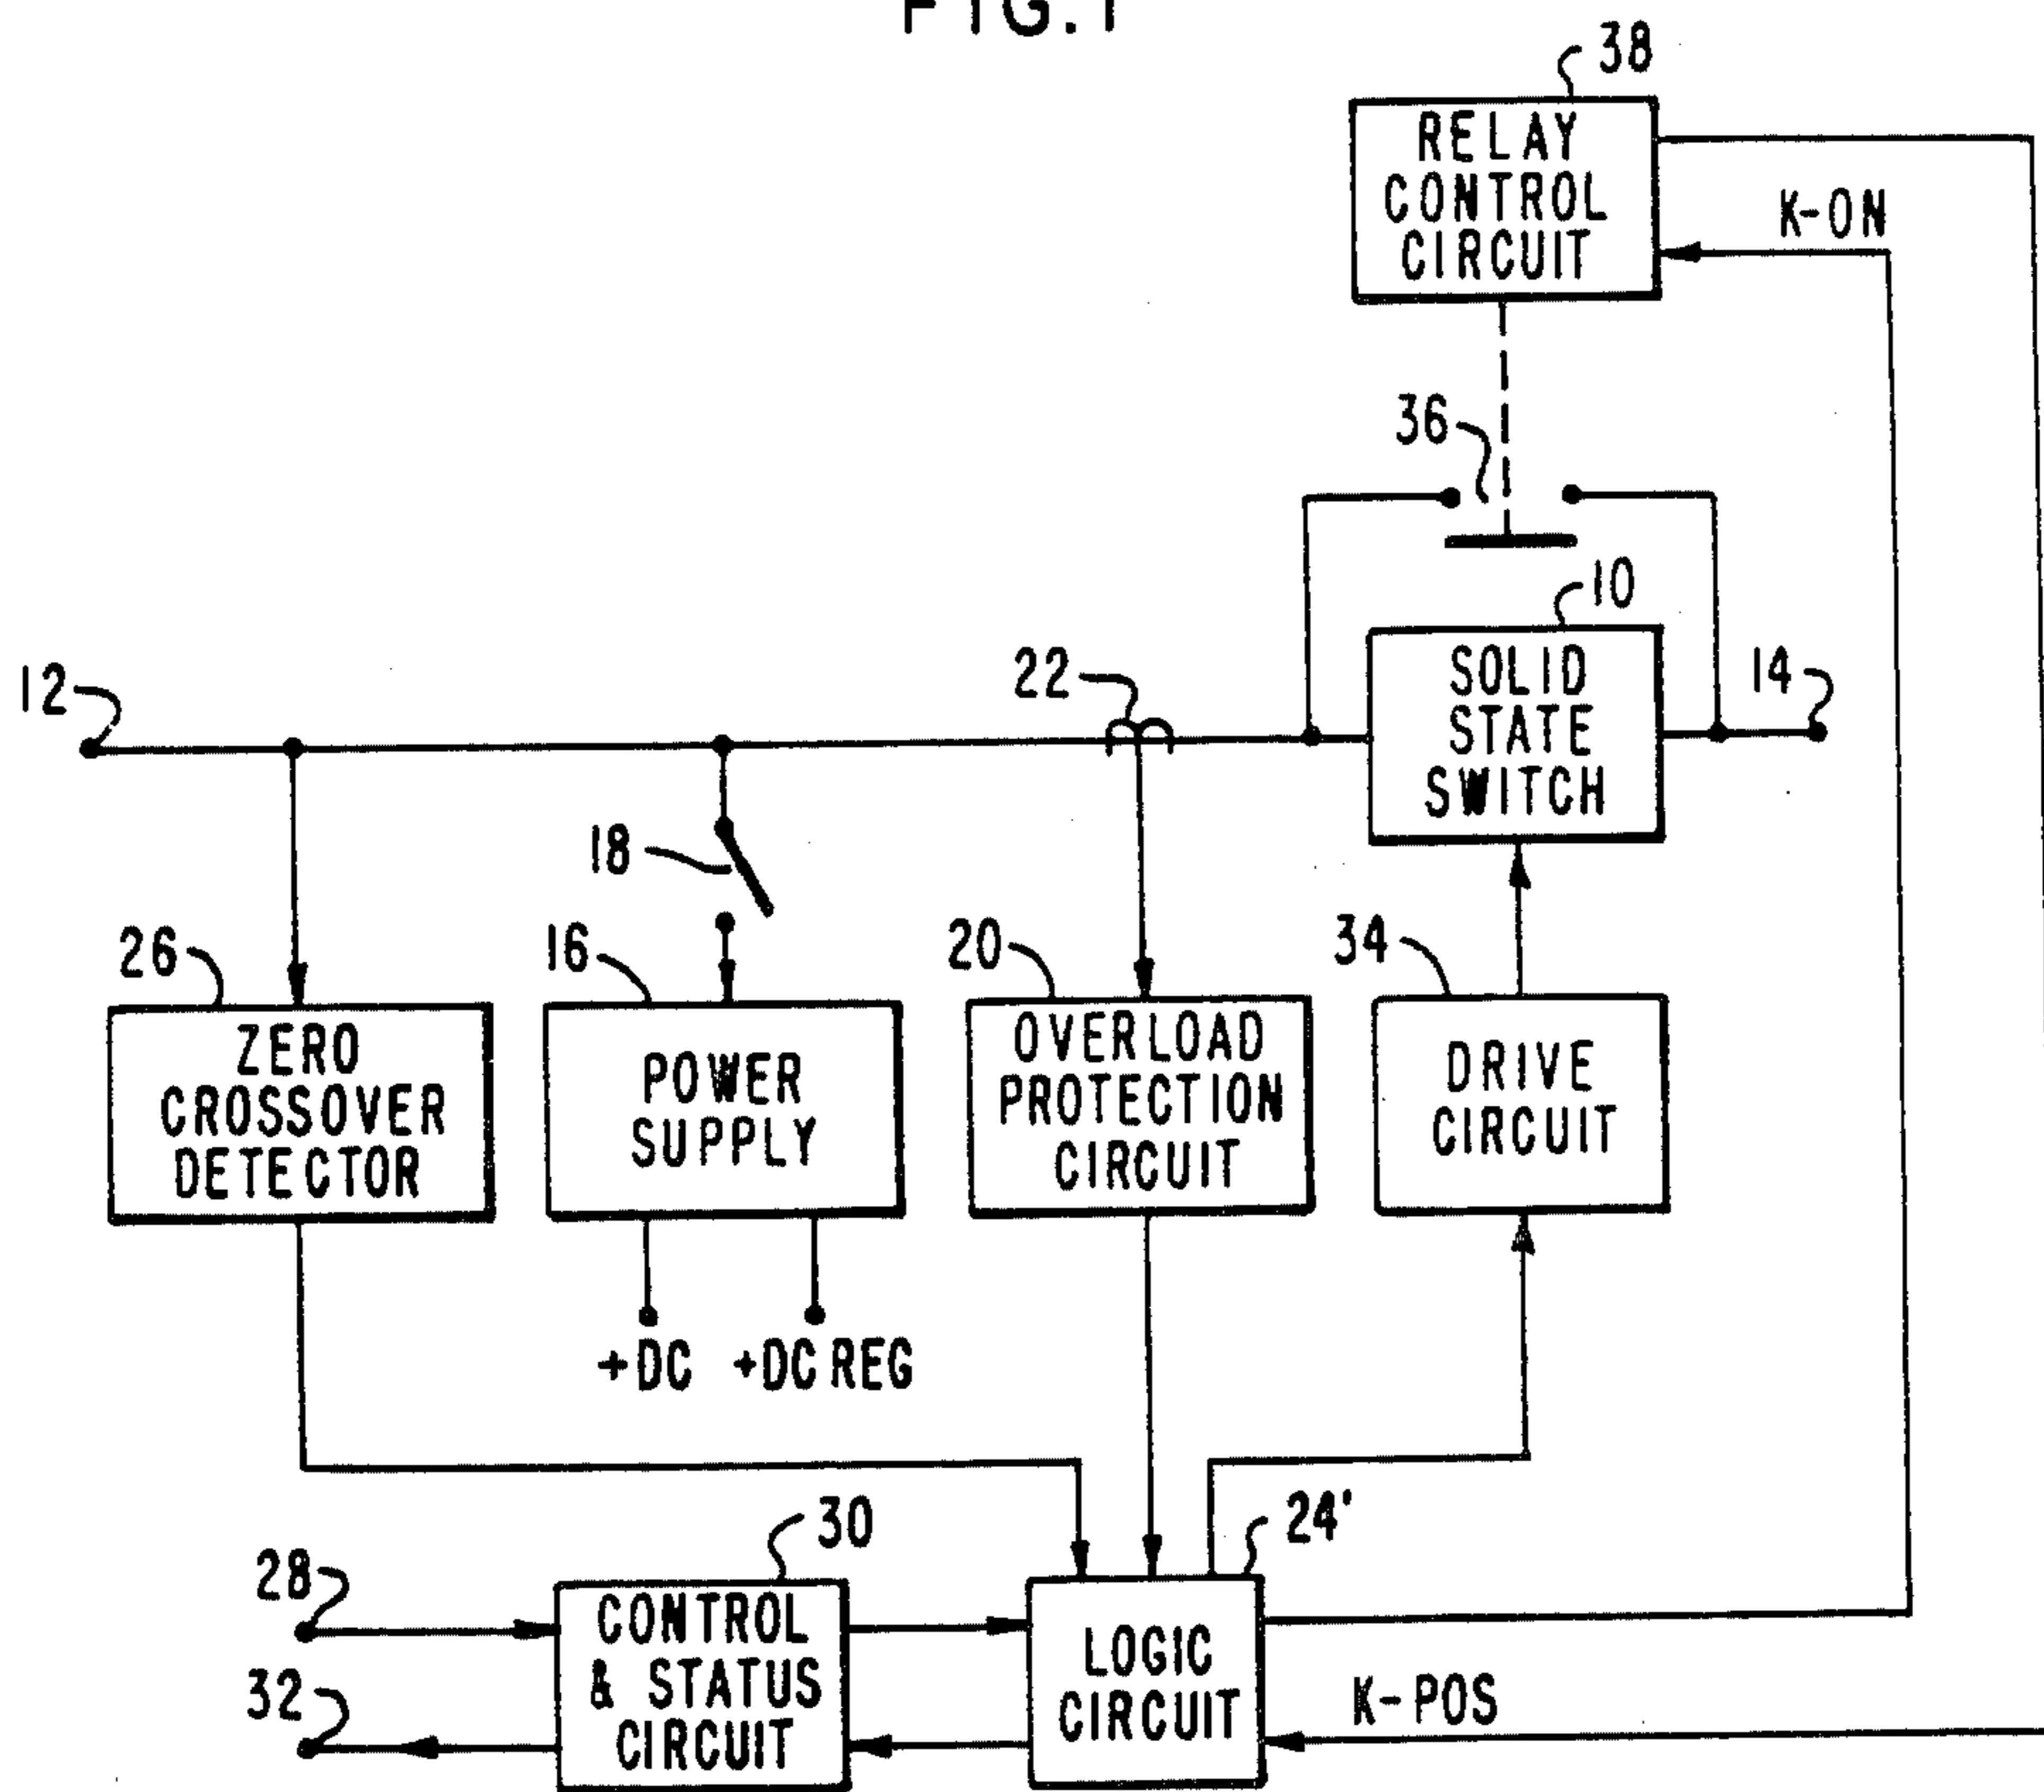 FIG.1
38
RELAY
CONTROL
CIRCUIT
K-ON
36
10
SOLID
STATE
SWITCH
12
22
14
18
26
16
20
34
ZERO
CROSSOVER
DETECTOR
POWER
SUPPLY
OVERLOAD
PROTECTION
CIRCUIT
DRIVE
CIRCUIT
+DC
+DC REG
30
24'
28
CONTROL
& STATUS
CIRCUIT
LOGIC
CIRCUIT
32
K-POS